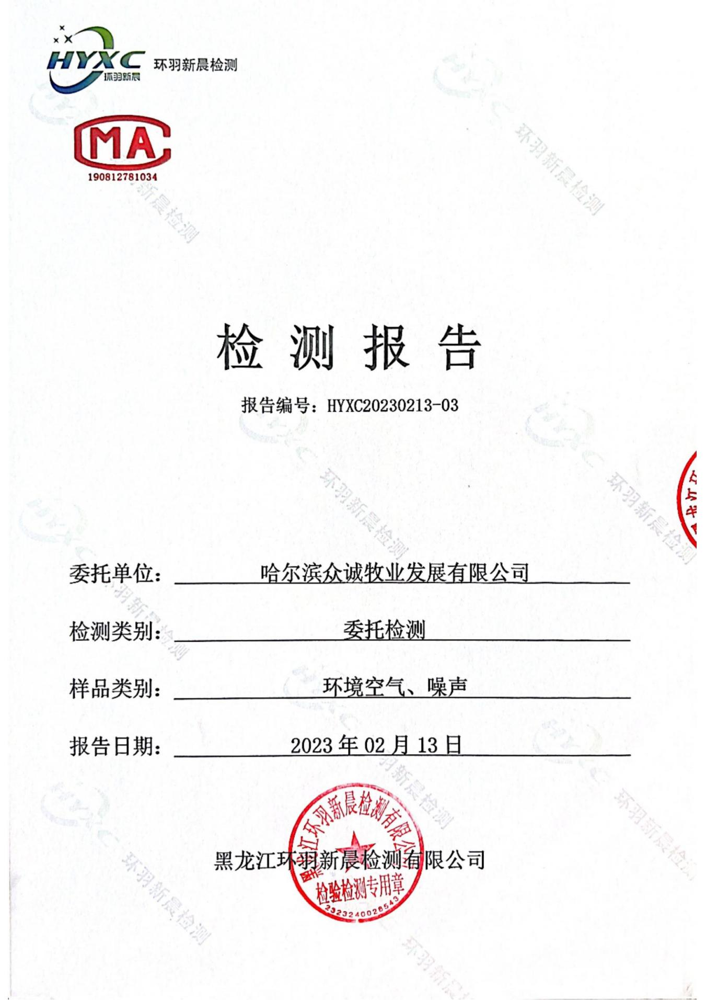 HYXC 环羽新晨检测
环羽新晨
MA
190812781034
检测报告
报告编号：HYXC20230213-03
委托单位：哈尔滨众诚牧业发展有限公司
检测类别：委托检测
样品类别：环境空气、噪声
报告日期：2023年02月13日
黑龙江环羽新晨检测有限公司
黑龙江环羽新晨检测有限公司
检验检测专用章